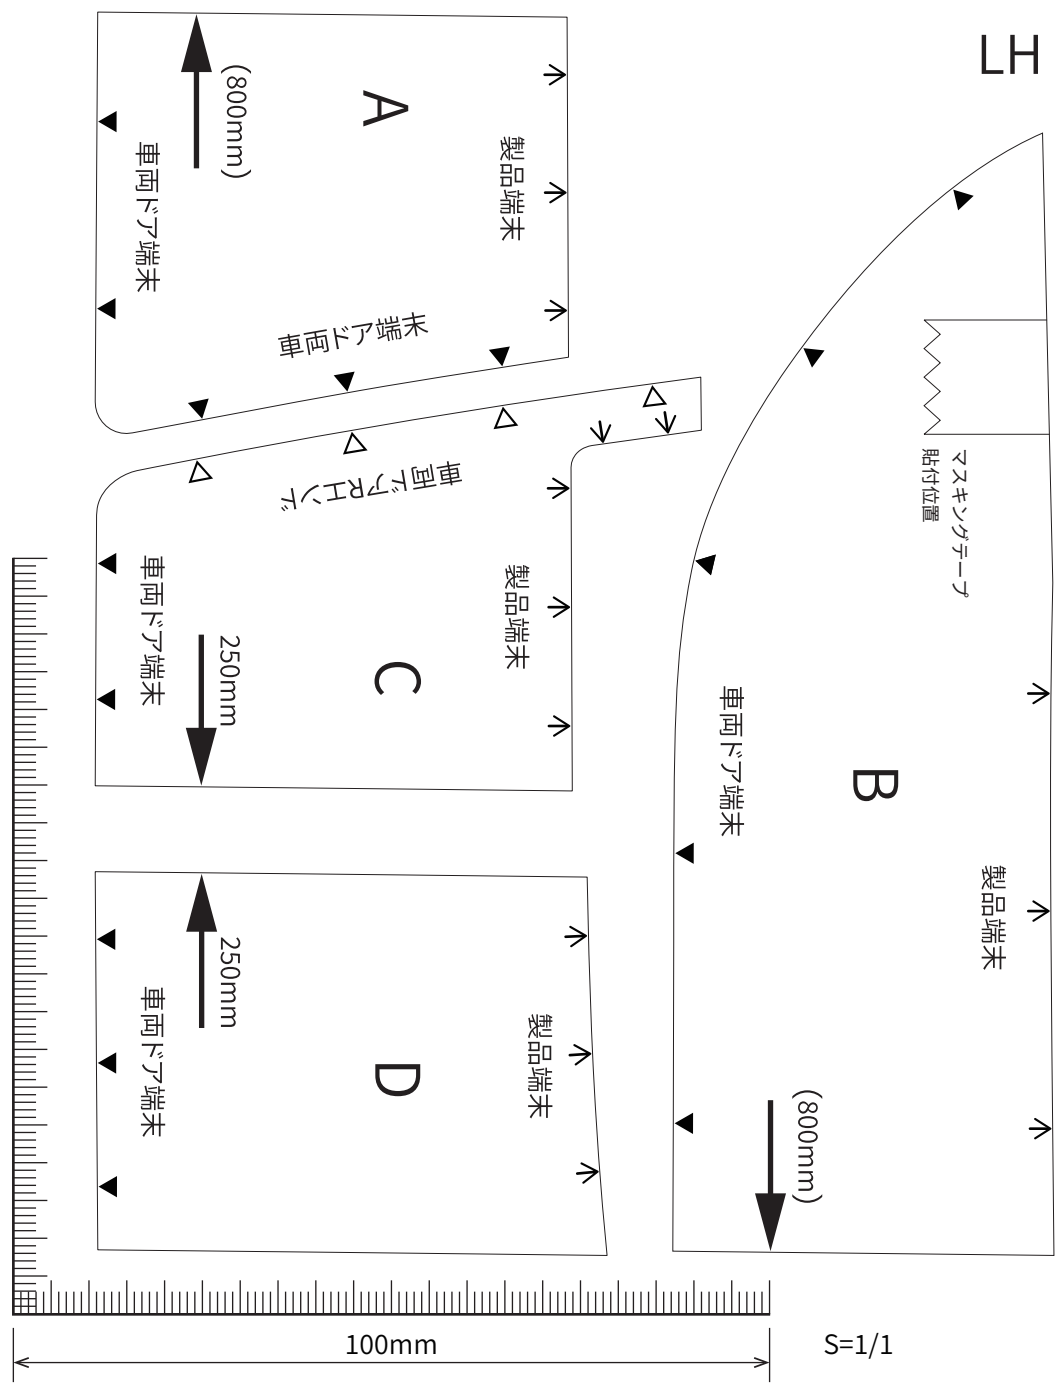 LH
A
(800mm)
車両ドア端末
製品端末
車両ドア端末
車両ドアRエンド
車両ドア端末
製品端末
250mm
C
マスキングテープ
貼付位置
車両ドア端末
B
製品端末
(800mm)
250mm
車両ドア端末
製品端末
D
100mm
S=1/1